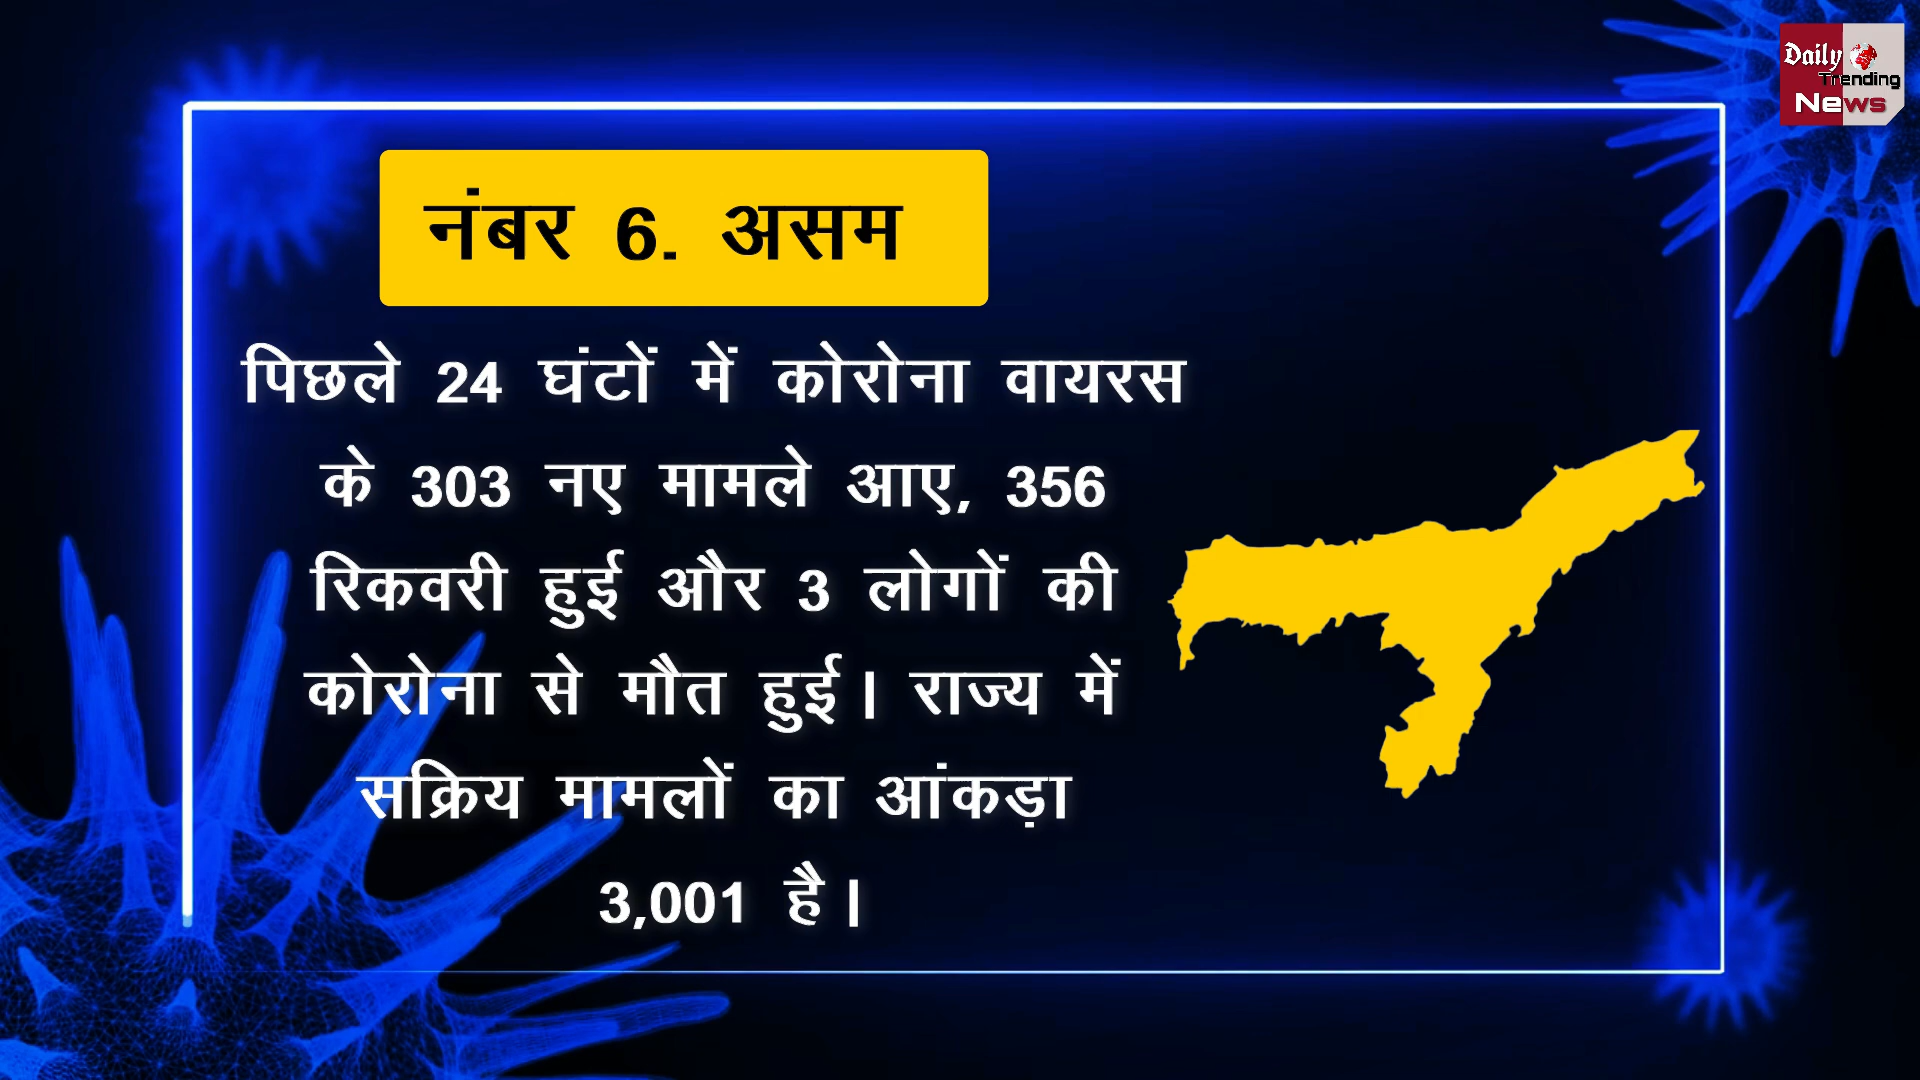 Daily
Trending
News
नंबर 6. असम
पिछले 24 घंटों में कोरोना वायरस
के 303 नए मामले आए, 356
रिकवरी हुई और 3 लोगों की
कोरोना से मौत हुई। राज्य में
सक्रिय मामलों का आंकड़ा
3,001 है।